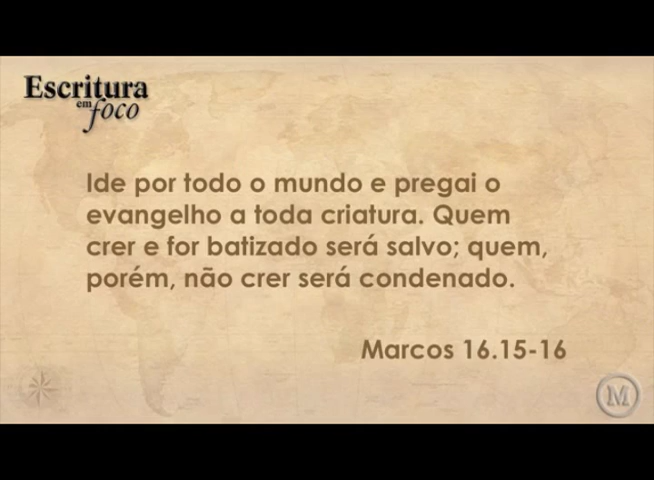 Escritura
em
foco
Ide por todo o mundo e pregai o
evangelho a toda criatura. Quem
crer e for batizado será salvo; quem,
porém, não crer será condenado.
Marcos 16.15-16
M